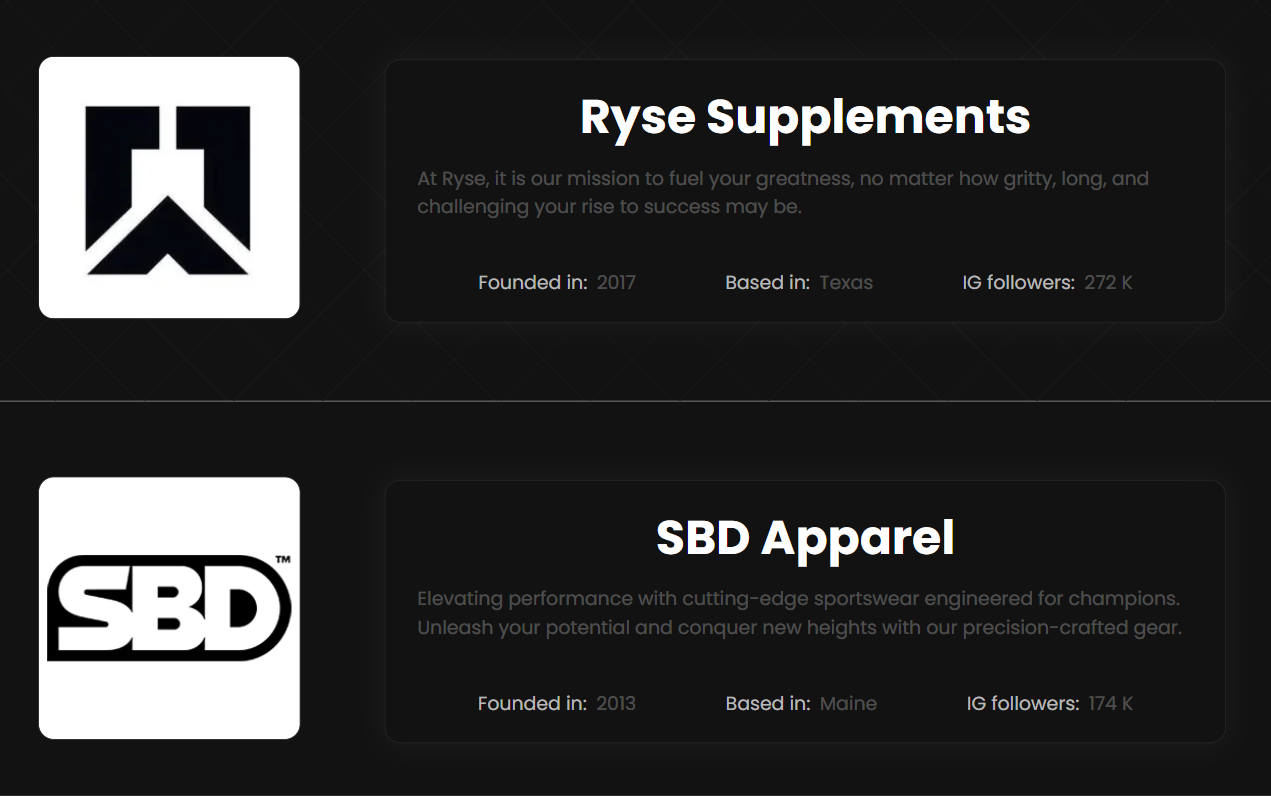 Ryse Supplements
At Ryse, it is our mission to fuel your greatness, no matter how gritty, long, and
challenging your rise to success may be.
Founded in: 2017 Based in: Texas IG followers: 272 K
SBD™
SBD Apparel
Elevating performance with cutting-edge sportswear engineered for champions.
Unleash your potential and conquer new heights with our precision-crafted gear.
Founded in: 2013 Based in: Maine IG followers: 174 K